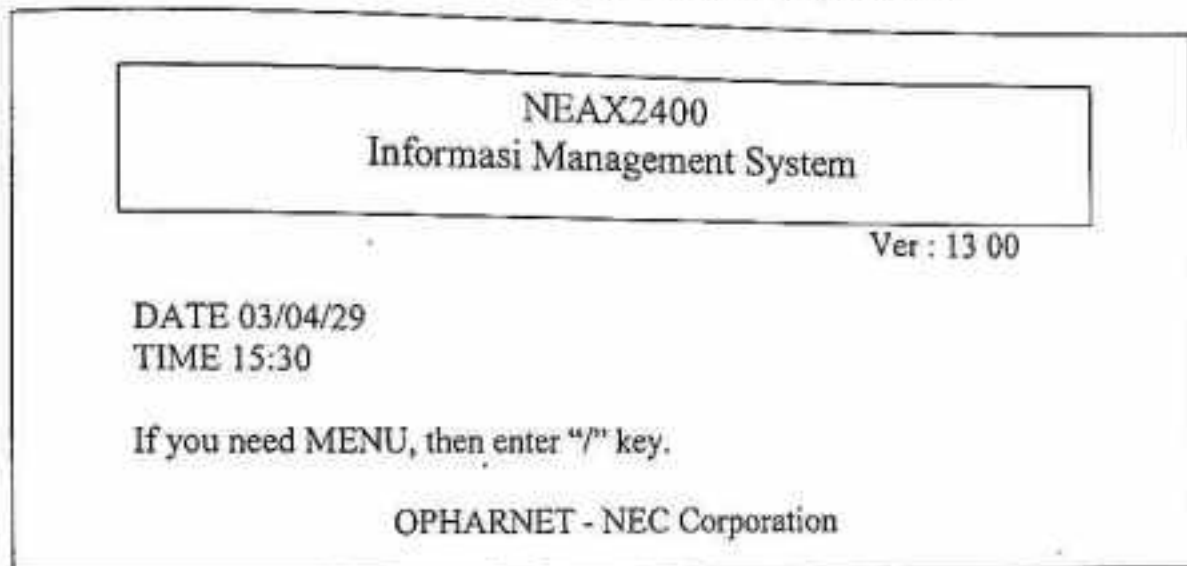 NEAX2400
Informasi Management System
Ver : 13 00
DATE 03/04/29
TIME 15:30
If you need MENU, then enter “/” key.
OPHARNET - NEC Corporation